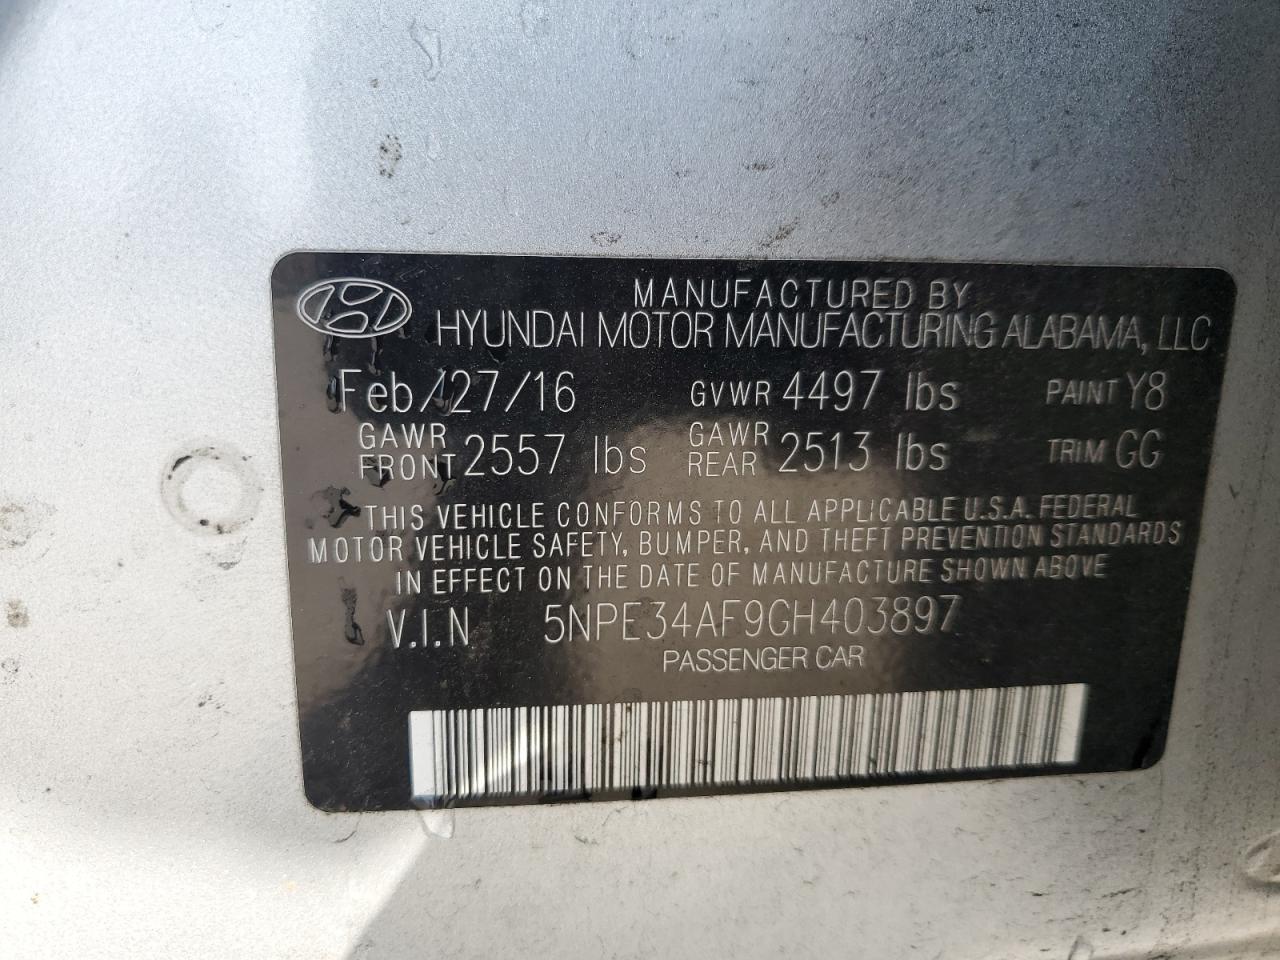 MANUFACTURED BY
HYUNDAI MOTOR MANUFACTURING ALABAMA, LLC
Feb/27/16 GVWR 4497 lbs PAINT Y8
GAWR FRONT 2557 lbs GAWR REAR 2513 lbs TRIM GG
THIS VEHICLE CONFORMS TO ALL APPLICABLE U.S.A. FEDERAL
MOTOR VEHICLE SAFETY, BUMPER, AND THEFT PREVENTION STANDARDS
IN EFFECT ON THE DATE OF MANUFACTURE SHOWN ABOVE
V.I.N 5NPE34AF9GH403897
PASSENGER CAR